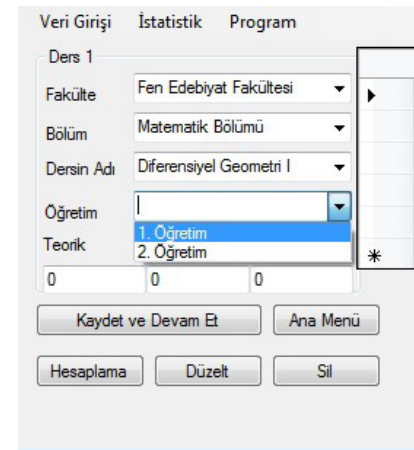 Veri Girişi İstatistik Program
Ders 1
Fakülte Fen Edebiyat Fakültesi
Bölüm Matematik Bölümü
Dersin Adı Diferensiyel Geometri I
Öğretim
1. Öğretim
Teorik
2. Öğretim
0 0 0
Kaydet ve Devam Et Ana Menü
Hesaplama Düzelt Sil